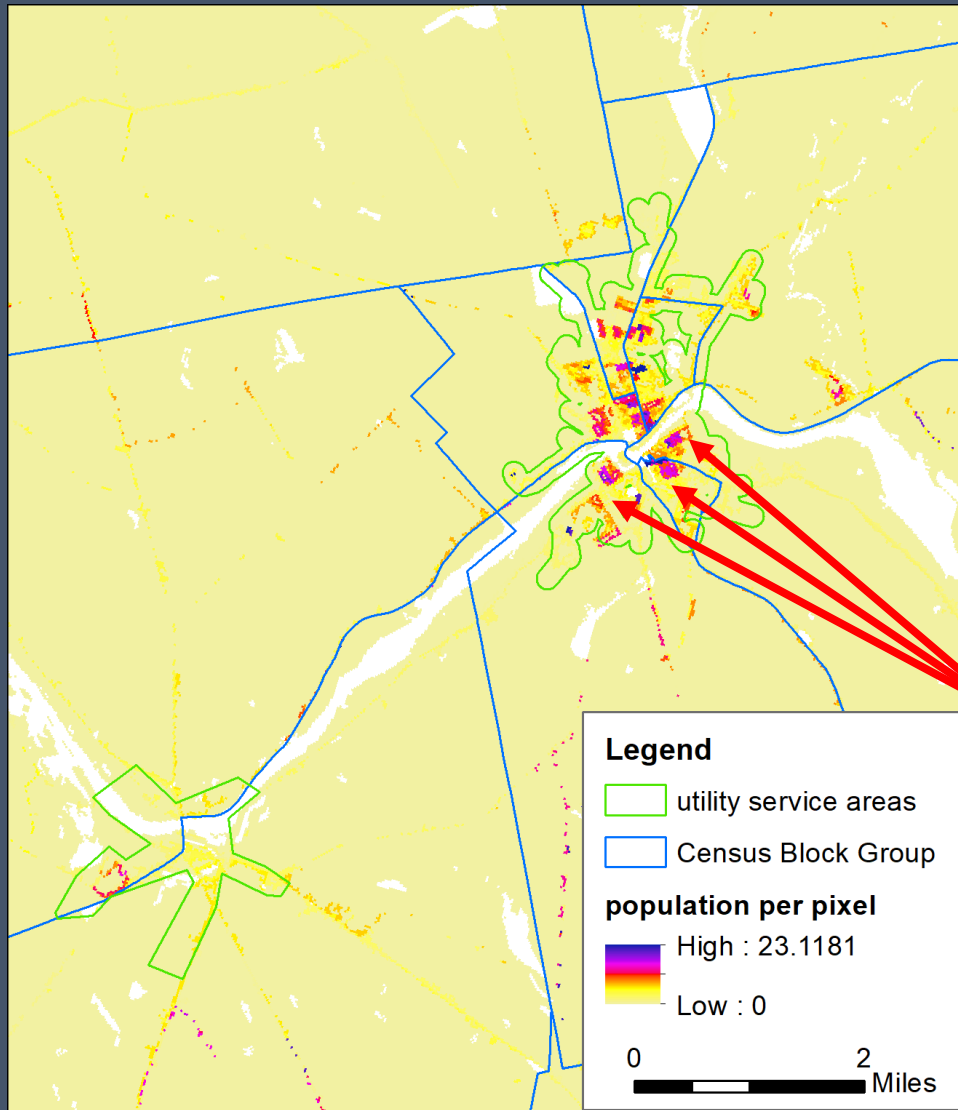 Legend
utility service areas
Census Block Group
population per pixel
High : 23.1181
Low : 0
0 2
Miles